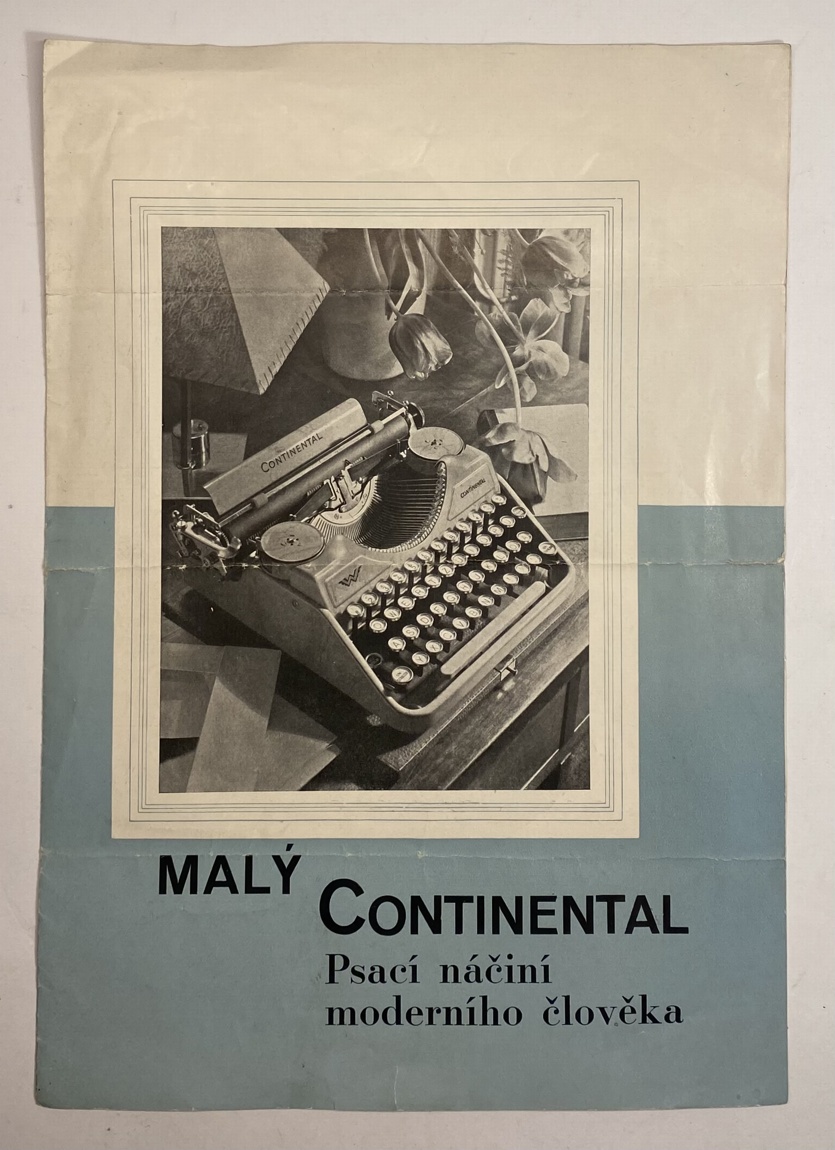 CONTINENTAL
Continental
MALÝ
CONTINENTAL
Psací náčiní
moderního člověka